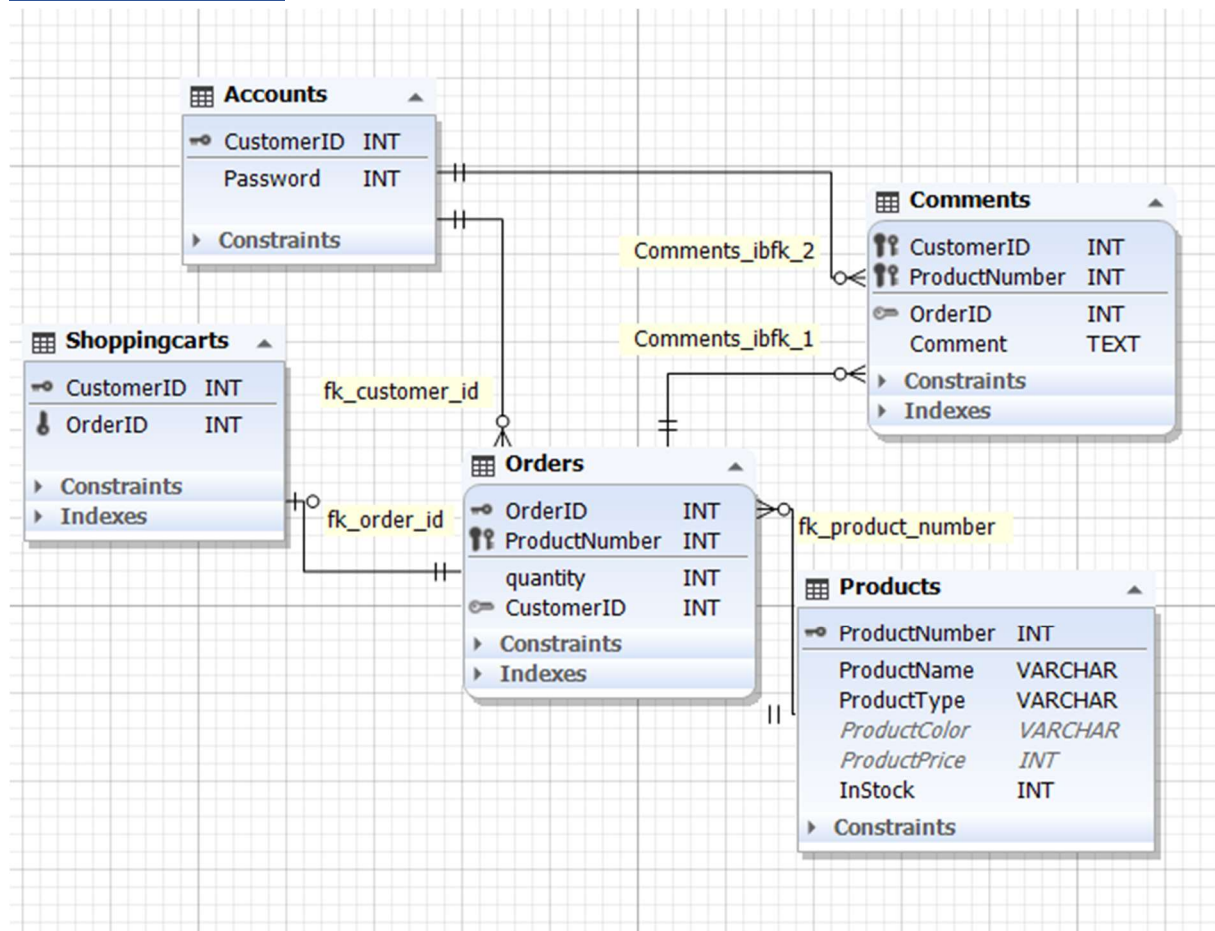 Accounts
CustomerID INT
Password INT
Constraints
Comments
CustomerID INT
ProductNumber INT
OrderID INT
Comment TEXT
Constraints
Indexes
Comments_ibfk_2
Comments_ibfk_1
Shoppingcarts
CustomerID INT
OrderID INT
Constraints
Indexes
fk_customer_id
fk_order_id
Orders
OrderID INT
ProductNumber INT
quantity INT
CustomerID INT
Constraints
Indexes
fk_product_number
Products
ProductNumber INT
ProductName VARCHAR
ProductType VARCHAR
ProductColor VARCHAR
ProductPrice INT
InStock INT
Constraints